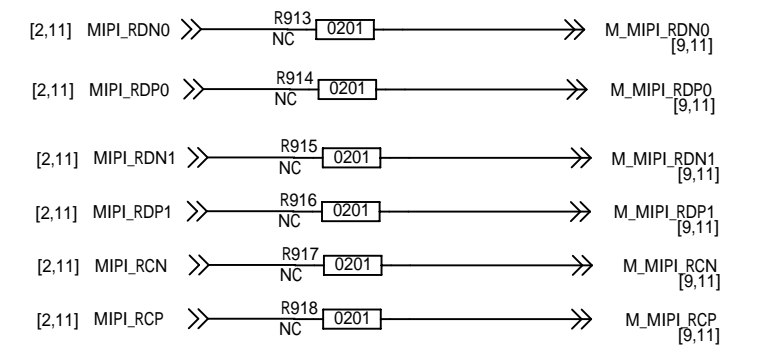 [2,11] MIPI_RDN0 R913 NC 0201 M_MIPI_RDN0 [9,11]
[2,11] MIPI_RDP0 R914 NC 0201 M_MIPI_RDP0 [9,11]
[2,11] MIPI_RDN1 R915 NC 0201 M_MIPI_RDN1 [9,11]
[2,11] MIPI_RDP1 R916 NC 0201 M_MIPI_RDP1 [9,11]
[2,11] MIPI_RCN R917 NC 0201 M_MIPI_RCN [9,11]
[2,11] MIPI_RCP R918 NC 0201 M_MIPI_RCP [9,11]